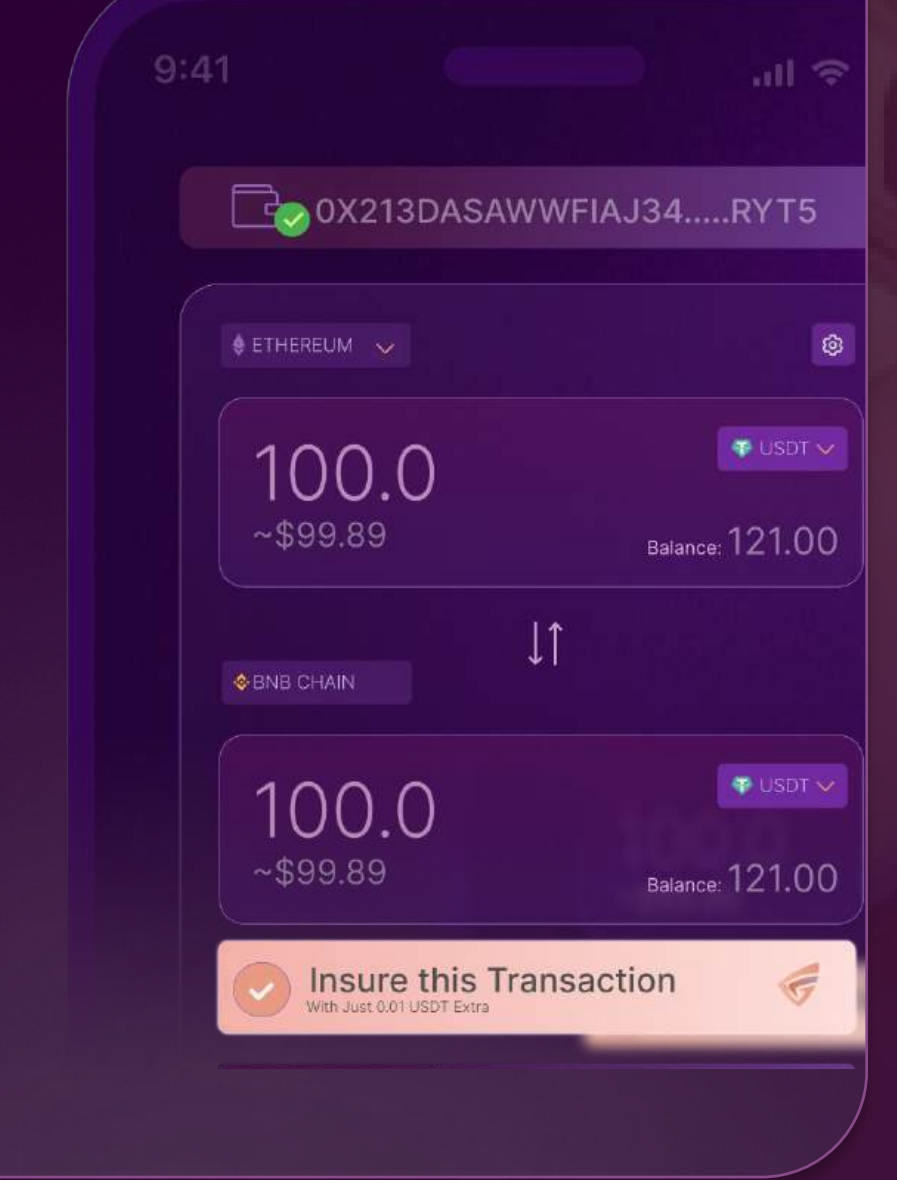 9:41
0X213DASAWWFIAJ34.....RYT5
ETHEREUM
100.0
USDT
~$99.89
Balance: 121.00
BNB CHAIN
100.0
USDT
~$99.89
Balance: 121.00
Insure this Transaction
With Just 0.01 USDT Extra